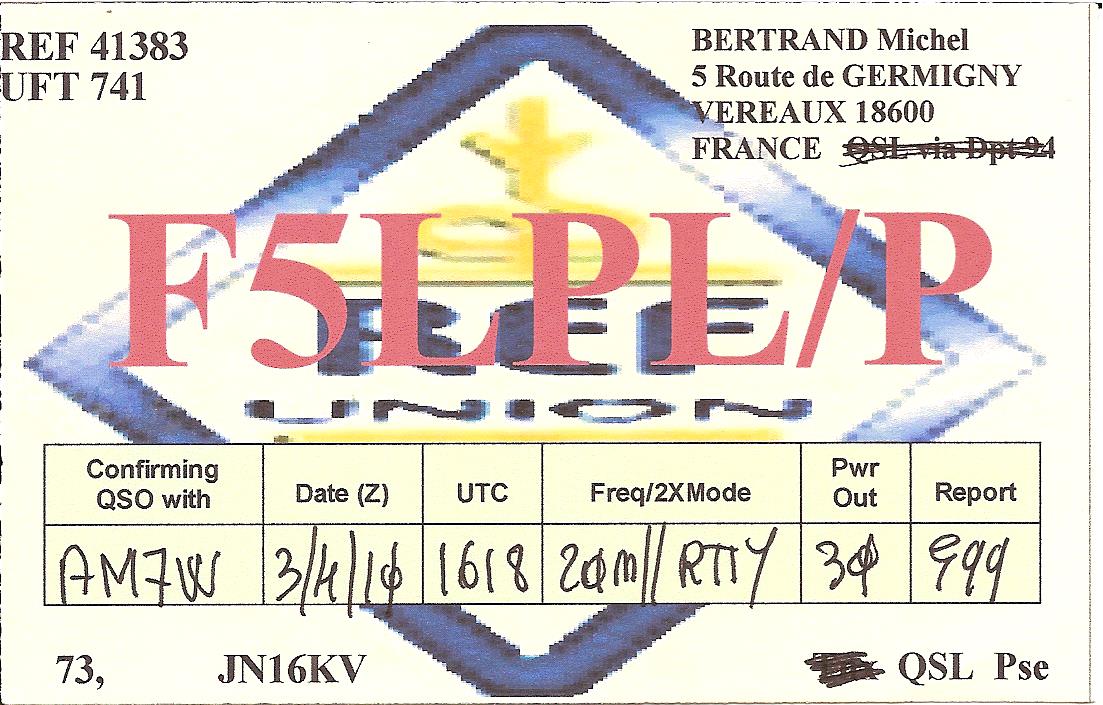 REF 41383
UFT 741
BERTRAND Michel
5 Route de GERMIGNY
VEREAUX 18600
FRANCE QSL via Dpt 94
F5LPL/P
REF
UNION
Confirming QSO with
Date (Z)
UTC
Freq/2XMode
Pwr Out
Report
AM7W
3/4/10
1618
20m// RTTY
30
599
73, JN16KV
QSL Pse